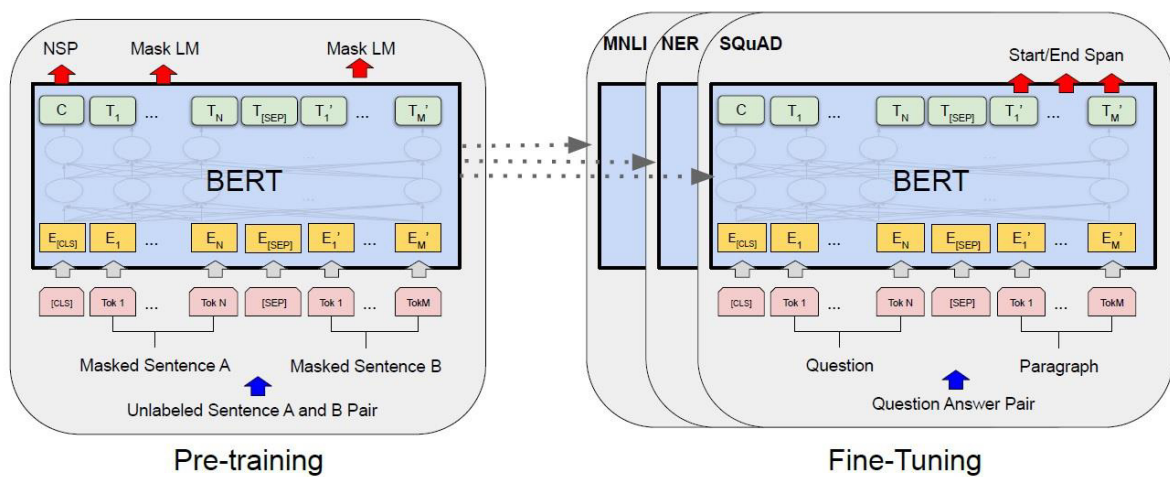 NSP Mask LM Mask LM
C T1 ... TN T[SEP] T1' ... TM'
...
BERT
...
E[CLS] E1 ... EN E[SEP] E1' ... EM'
[CLS] Tok 1 ... Tok N [SEP] Tok 1 ... TokM
Masked Sentence A Masked Sentence B
Unlabeled Sentence A and B Pair
Pre-training
MNLI NER SQuAD
Start/End Span
C T1 ... TN T[SEP] T1' ... TM'
...
BERT
...
E[CLS] E1 ... EN E[SEP] E1' ... EM'
[CLS] Tok 1 ... Tok N [SEP] Tok 1 ... TokM
Question Paragraph
Question Answer Pair
Fine-Tuning